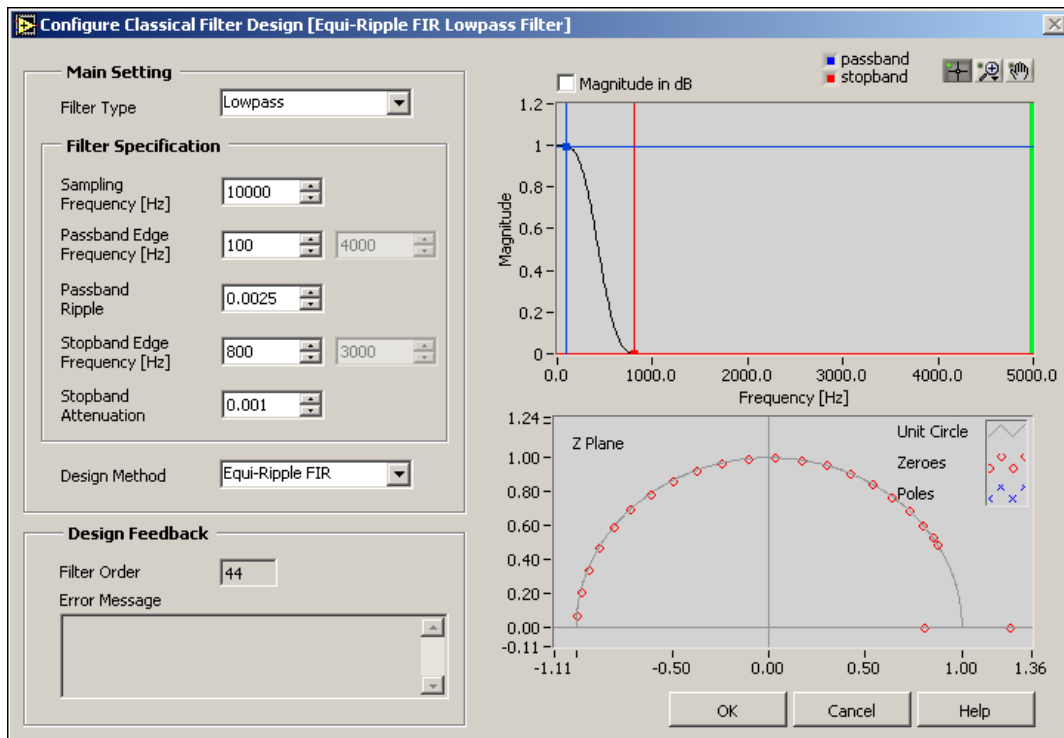 Configure Classical Filter Design [Equi-Ripple FIR Lowpass Filter]
Main Setting
Filter Type
Lowpass
Filter Specification
Sampling
Frequency [Hz]
10000
Passband Edge
Frequency [Hz]
100
4000
Passband
Ripple
0.0025
Stopband Edge
Frequency [Hz]
800
3000
Stopband
Attenuation
0.001
Design Method
Equi-Ripple FIR
Design Feedback
Filter Order
44
Error Message
Magnitude in dB
passband
stopband
Magnitude
1.2
1
0.8
0.6
0.4
0.2
0
0.0
1000.0
2000.0
3000.0
4000.0
5000.0
Frequency [Hz]
Z Plane
Unit Circle
Zeroes
Poles
1.24
1.00
0.80
0.60
0.40
0.20
0.00
-0.11
-1.11
-0.50
0.00
0.50
1.00
1.36
OK
Cancel
Help